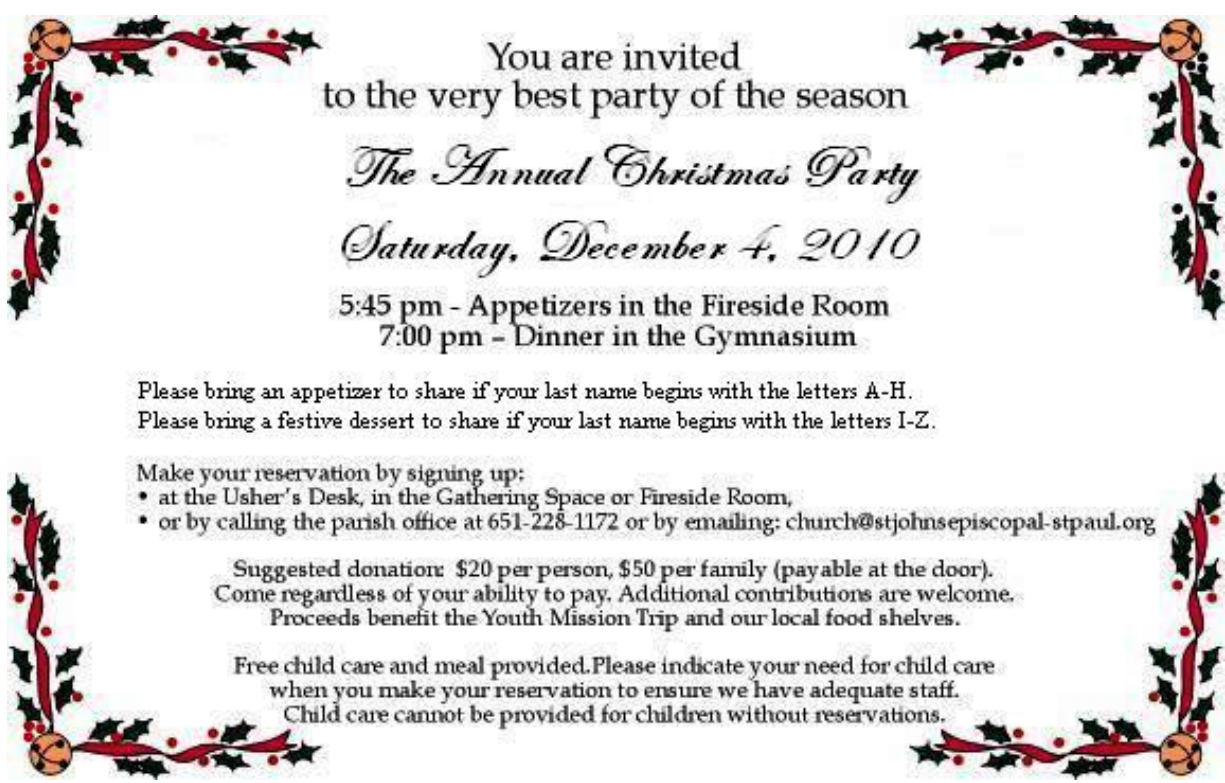 You are invited
to the very best party of the season
The Annual Christmas Party
Saturday, December 4, 2010
5:45 pm - Appetizers in the Fireside Room
7:00 pm – Dinner in the Gymnasium
Please bring an appetizer to share if your last name begins with the letters A-H.
Please bring a festive dessert to share if your last name begins with the letters I-Z.
Make your reservation by signing up:
• at the Usher's Desk, in the Gathering Space or Fireside Room,
• or by calling the parish office at 651-228-1172 or by emailing: church@stjohnsepiscopal-stpaul.org
Suggested donation: $20 per person, $50 per family (payable at the door).
Come regardless of your ability to pay. Additional contributions are welcome.
Proceeds benefit the Youth Mission Trip and our local food shelves.
Free child care and meal provided.Please indicate your need for child care
when you make your reservation to ensure we have adequate staff.
Child care cannot be provided for children without reservations.